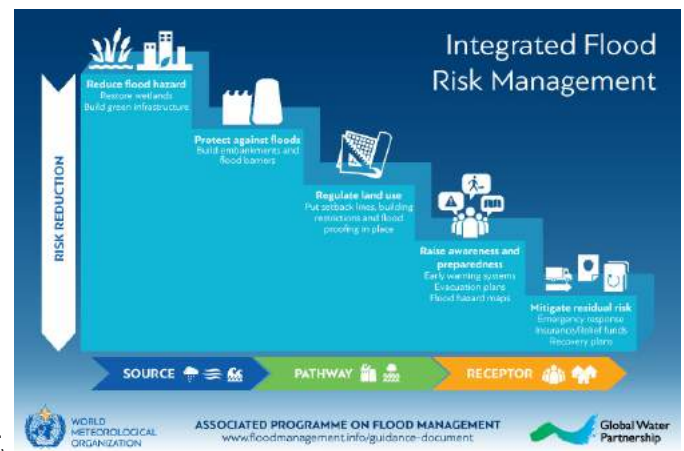 Integrated Flood
Risk Management
RISK REDUCTION
Reduce flood hazard
Restore wetlands
Build green infrastructure
Protect against floods
Build embankments and
flood barriers
Regulate land use
Put setback lines, building
restrictions and flood
proofing in place
Raise awareness and
preparedness
Early warning systems
Evacuation plans
Flood hazard maps
Mitigate residual risk
Emergency response
Insurance/Relief funds
Recovery plans
SOURCE
PATHWAY
RECEPTOR
WORLD
METEOROLOGICAL
ORGANIZATION
ASSOCIATED PROGRAMME ON FLOOD MANAGEMENT
www.floodmanagement.info/guidance-document
Global Water
Partnership